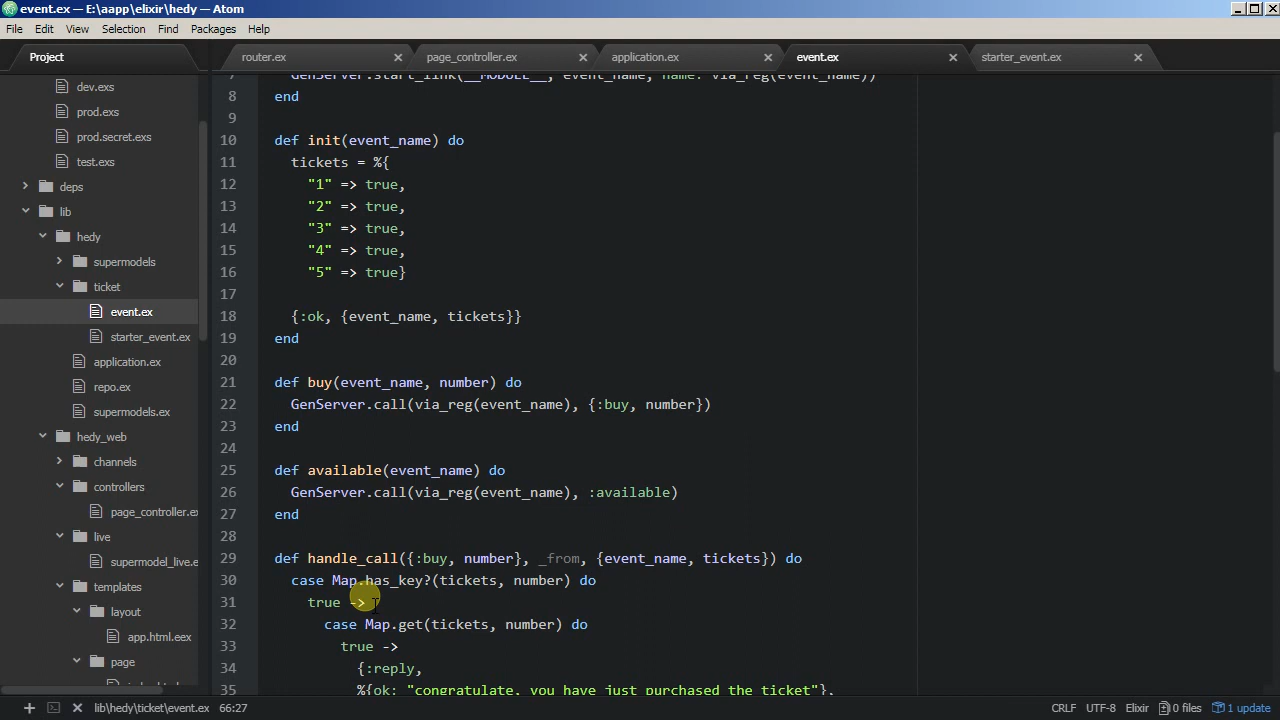 event.ex — E:\aapp\elixir\hedy — Atom
File Edit View Selection Find Packages Help
Project
router.ex
page_controller.ex
application.ex
event.ex
starter_event.ex
dev.exs
prod.exs
prod.secret.exs
test.exs
deps
lib
hedy
supermodels
ticket
event.ex
starter_event.ex
application.ex
repo.ex
supermodels.ex
hedy_web
channels
controllers
page_controller.ex
live
supermodel_live.e
templates
layout
app.html.eex
page
7 GenServer.start_link(__MODULE__, event_name, name: via_reg(event_name))
8 end
9
10 def init(event_name) do
11 tickets = %{
12 "1" => true,
13 "2" => true,
14 "3" => true,
15 "4" => true,
16 "5" => true}
17
18 {:ok, {event_name, tickets}}
19 end
20
21 def buy(event_name, number) do
22 GenServer.call(via_reg(event_name), {:buy, number})
23 end
24
25 def available(event_name) do
26 GenServer.call(via_reg(event_name), :available)
27 end
28
29 def handle_call({:buy, number}, _from, {event_name, tickets}) do
30 case Map.has_key?(tickets, number) do
31 true ->
32 case Map.get(tickets, number) do
33 true ->
34 {:reply,
35 %{ok: "congratulate, you have just purchased the ticket"},
lib\hedy\ticket\event.ex 66:27
CRLF UTF-8 Elixir 0 files 1 update